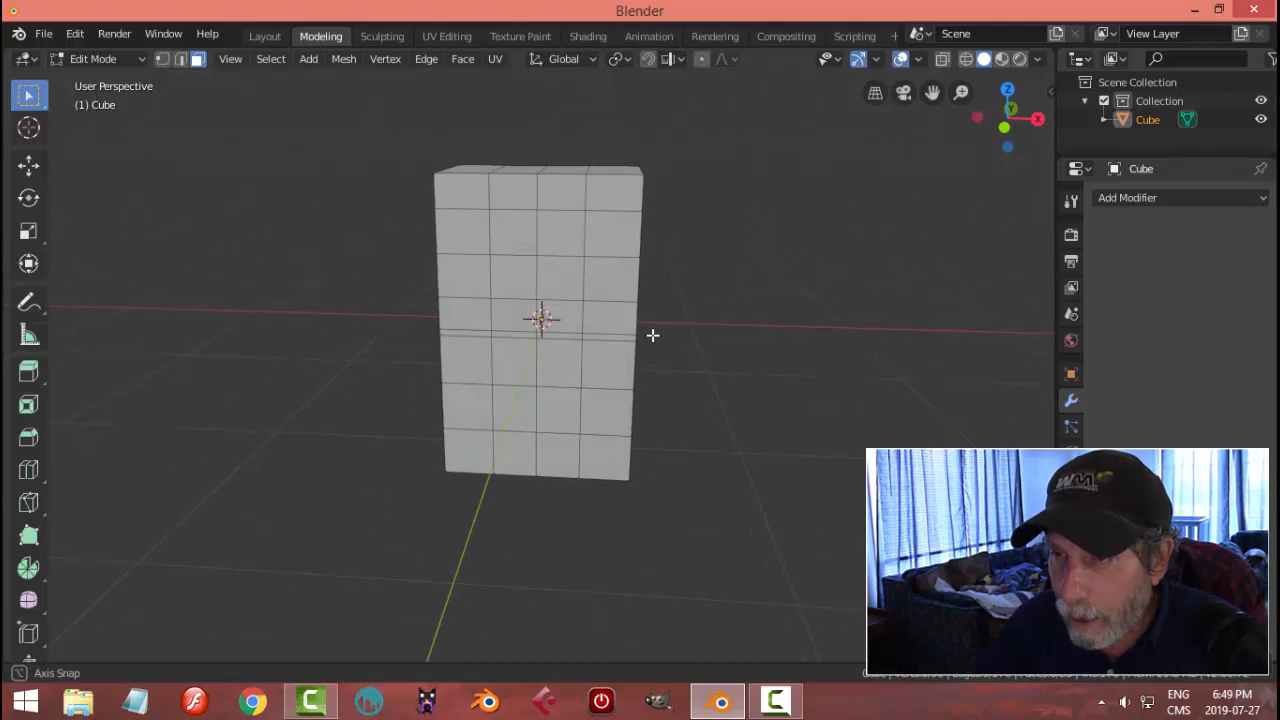 Blender
File Edit Render Window Help
Layout Modeling Sculpting UV Editing Texture Paint Shading Animation Rendering Compositing Scripting +
Scene
View Layer
Edit Mode View Select Add Mesh Vertex Edge Face UV
Global
User Perspective
(1) Cube
Z
Y
X
Scene Collection
Collection
Cube
Cube
Add Modifier
WM
Axis Snap
ENG
CMS
6:49 PM
2019-07-27